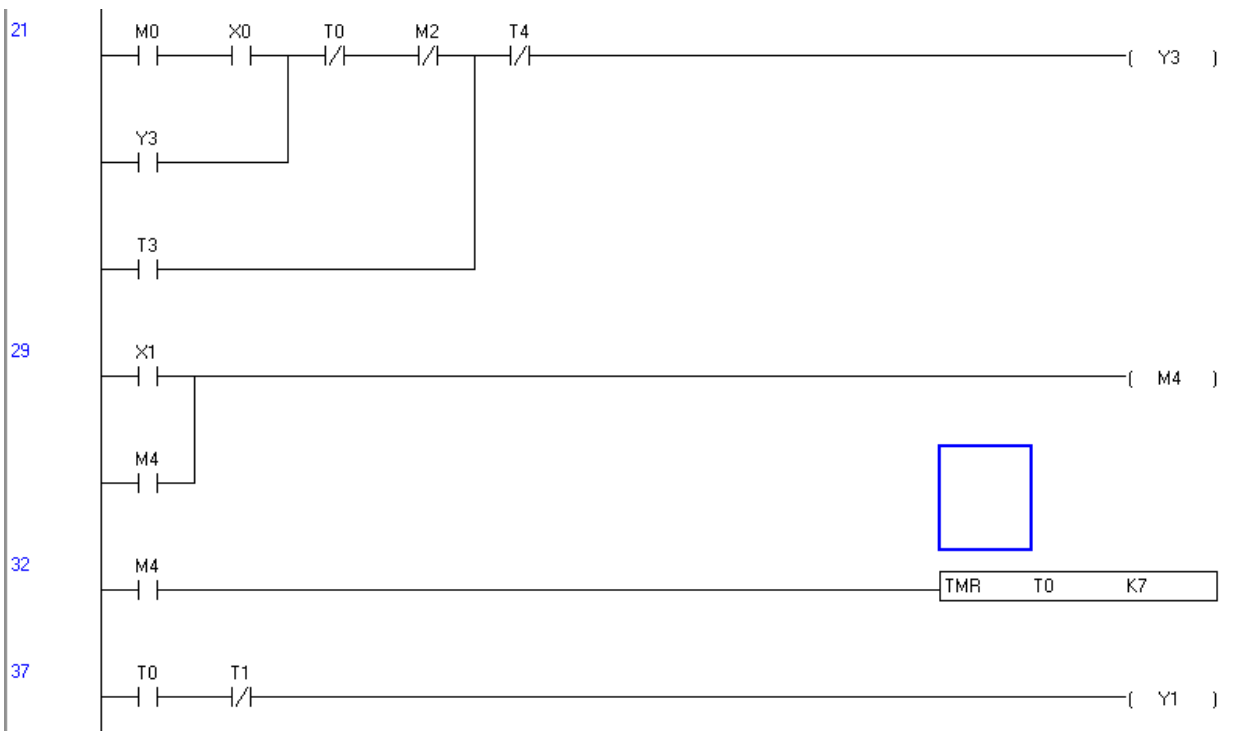 21
M0 X0 T0 M2 T4
( Y3 )
Y3
T3
29
X1
( M4 )
M4
32
M4
TMR T0 K7
37
T0 T1
( Y1 )